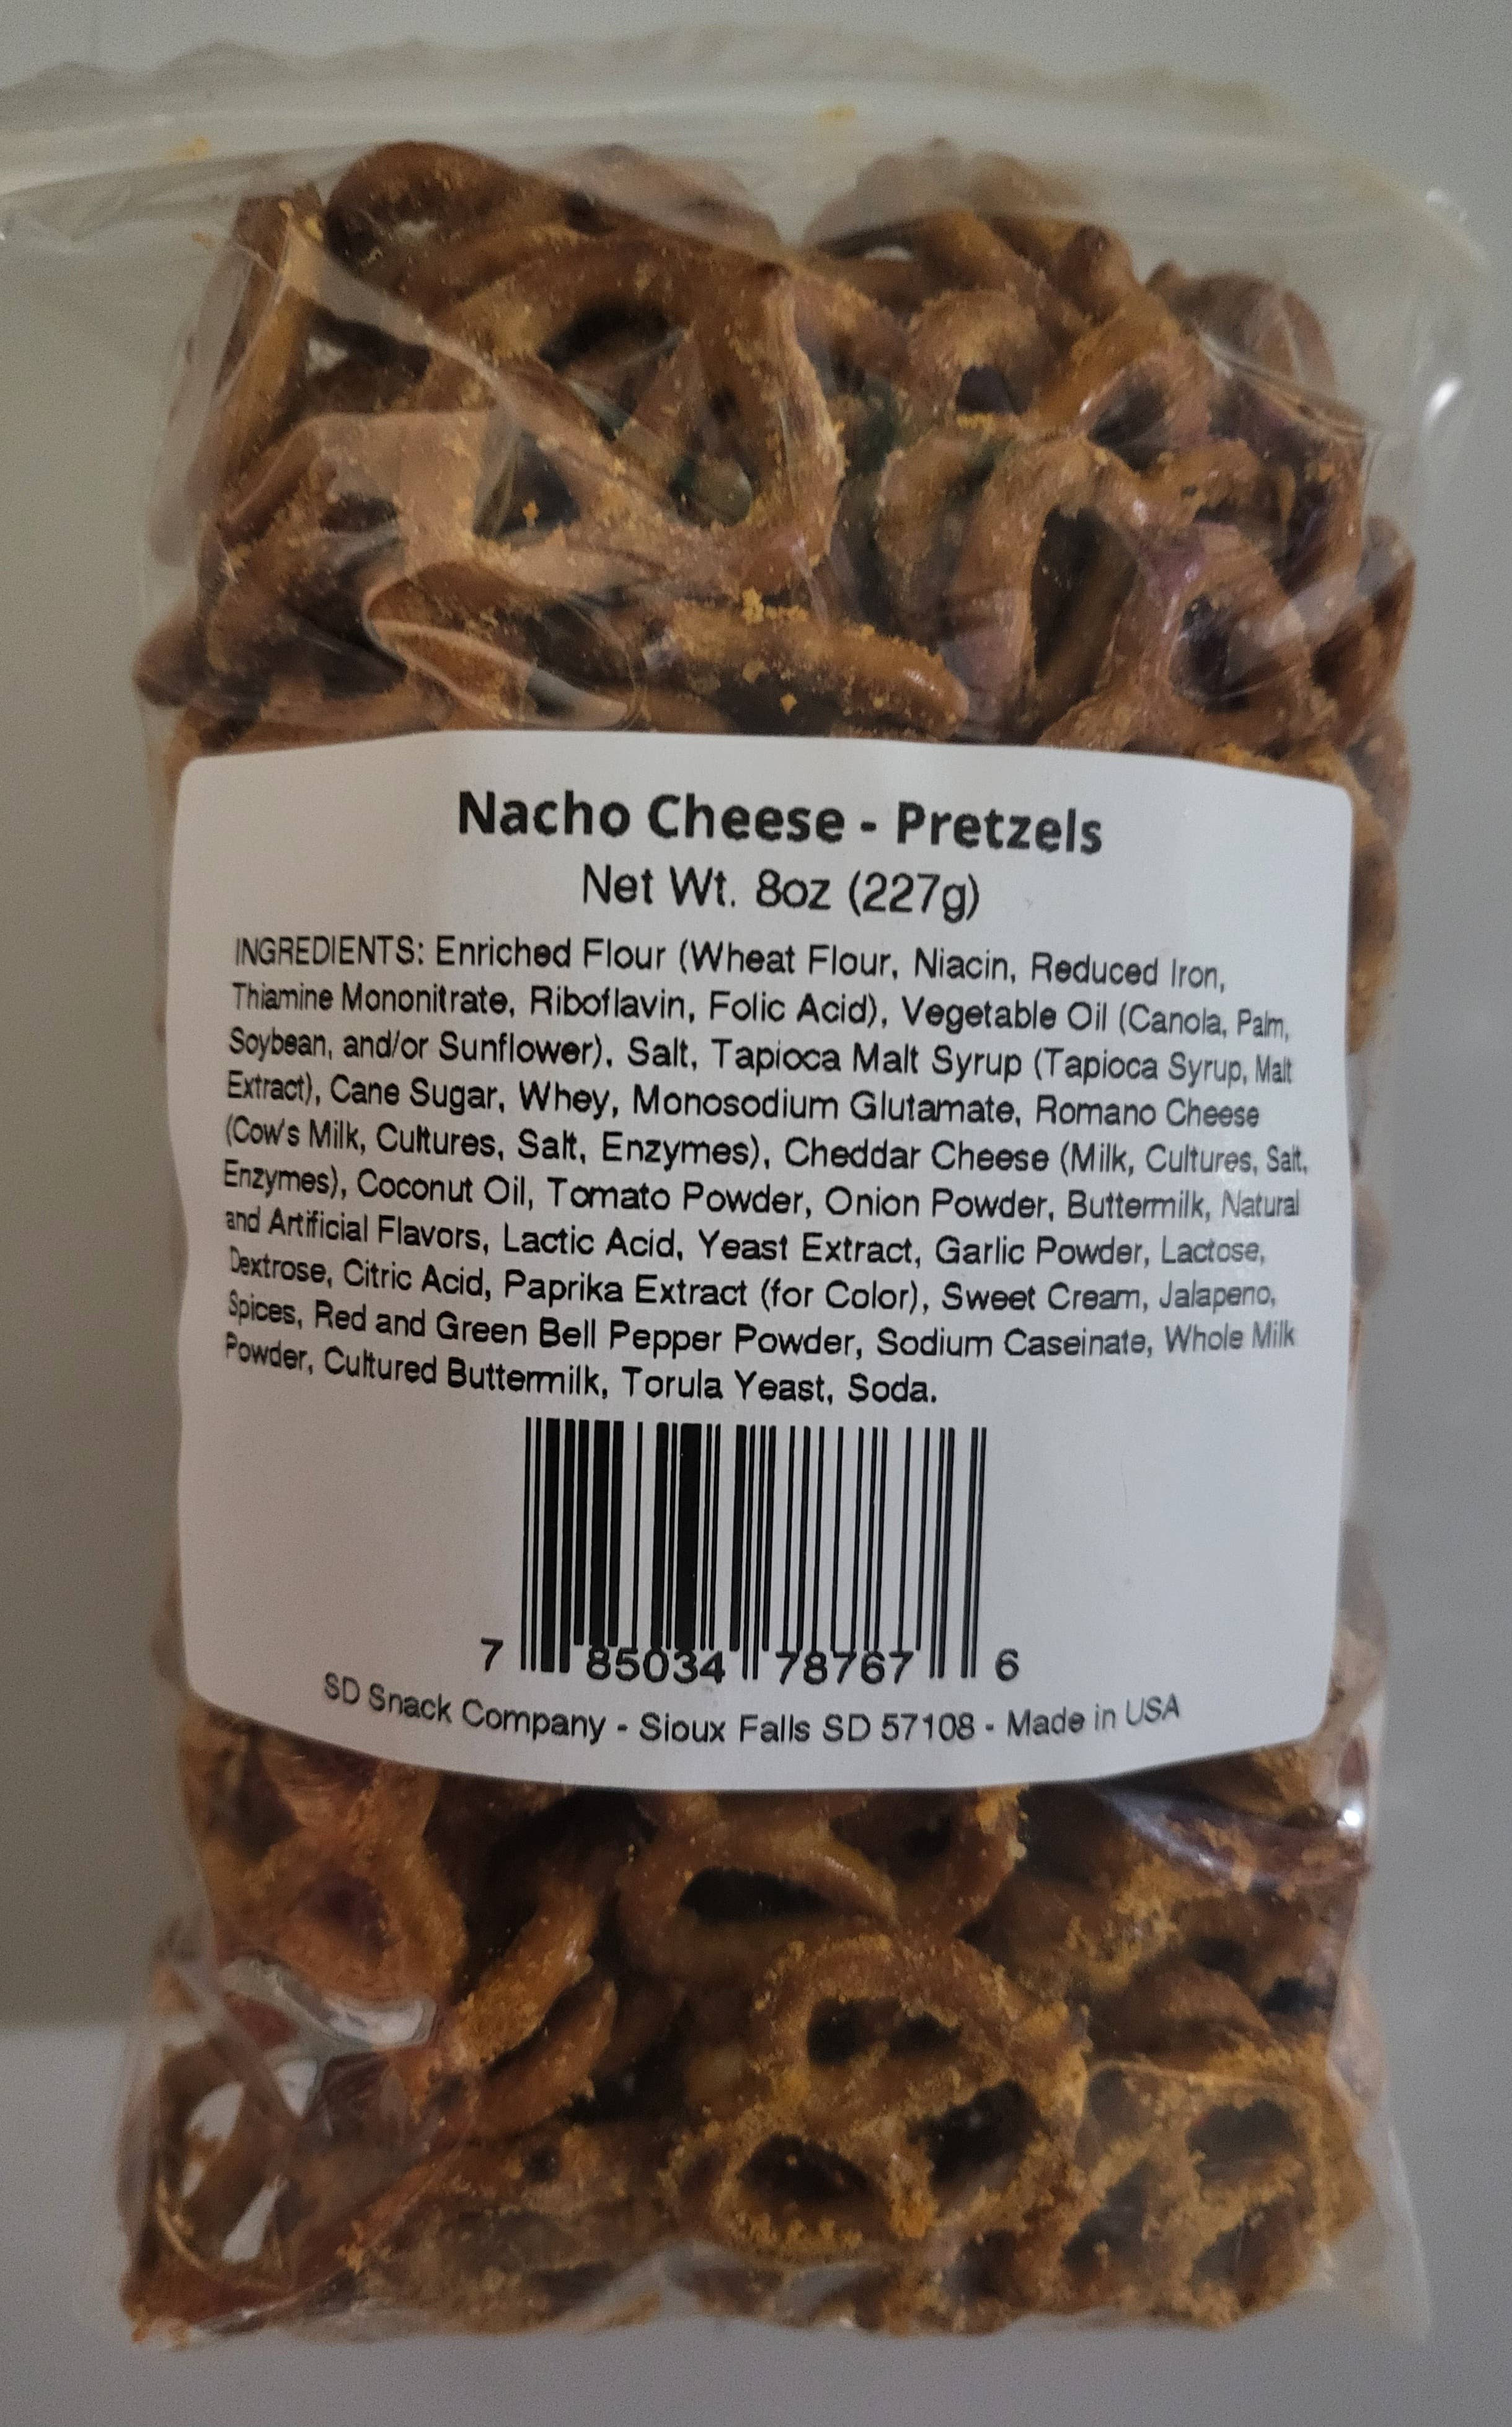 Nacho Cheese - Pretzels
Net Wt. 8oz (227g)
INGREDIENTS: Enriched Flour (Wheat Flour, Niacin, Reduced Iron,
Thiamine Mononitrate, Riboflavin, Folic Acid), Vegetable Oil (Canola, Palm,
Soybean, and/or Sunflower), Salt, Tapioca Malt Syrup (Tapioca Syrup, Malt
Extract), Cane Sugar, Whey, Monosodium Glutamate, Romano Cheese
(Cow's Milk, Cultures, Salt, Enzymes), Cheddar Cheese (Milk, Cultures, Salt,
Enzymes), Coconut Oil, Tomato Powder, Onion Powder, Buttermilk, Natural
and Artificial Flavors, Lactic Acid, Yeast Extract, Garlic Powder, Lactose,
Dextrose, Citric Acid, Paprika Extract (for Color), Sweet Cream, Jalapeno,
Spices, Red and Green Bell Pepper Powder, Sodium Caseinate, Whole Milk
Powder, Cultured Buttermilk, Torula Yeast, Soda.
7 85034 78767 6
SD Snack Company - Sioux Falls SD 57108 - Made in USA